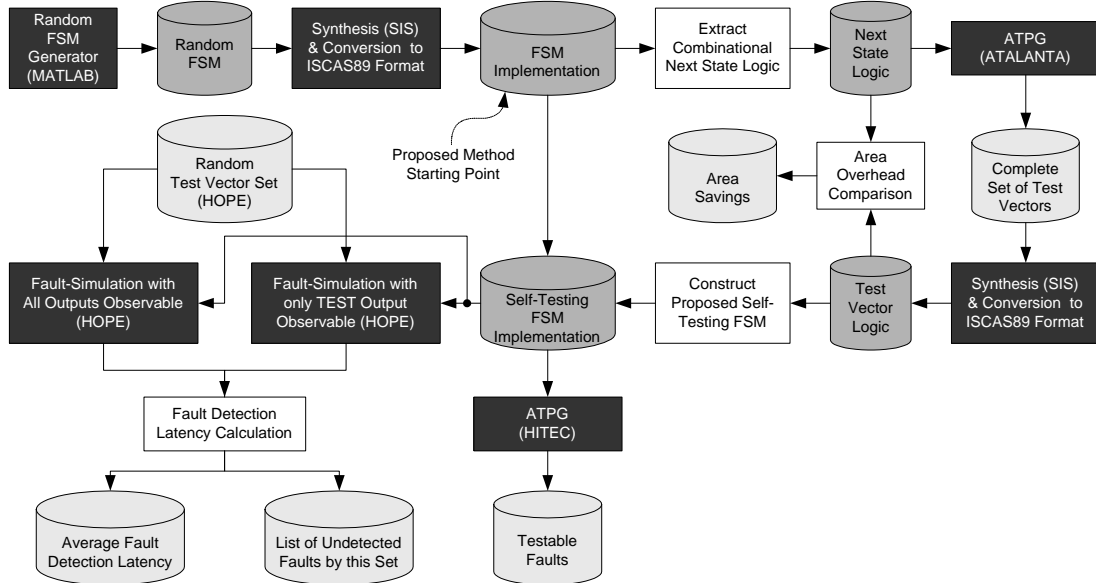 Random
FSM
Generator
(MATLAB)
Random
FSM
Synthesis (SIS)
& Conversion to
ISCAS89 Format
FSM
Implementation
Extract
Combinational
Next State Logic
Next
State
Logic
ATPG
(ATALANTA)
Proposed Method
Starting Point
Random
Test Vector Set
(HOPE)
Area
Savings
Area
Overhead
Comparison
Complete
Set of Test
Vectors
Fault-Simulation with
All Outputs Observable
(HOPE)
Fault-Simulation with
only TEST Output
Observable (HOPE)
Self-Testing
FSM
Implementation
Construct
Proposed Self-
Testing FSM
Test
Vector
Logic
Synthesis (SIS)
& Conversion to
ISCAS89 Format
Fault Detection
Latency Calculation
ATPG
(HITEC)
Average Fault
Detection Latency
List of Undetected
Faults by this Set
Testable
Faults